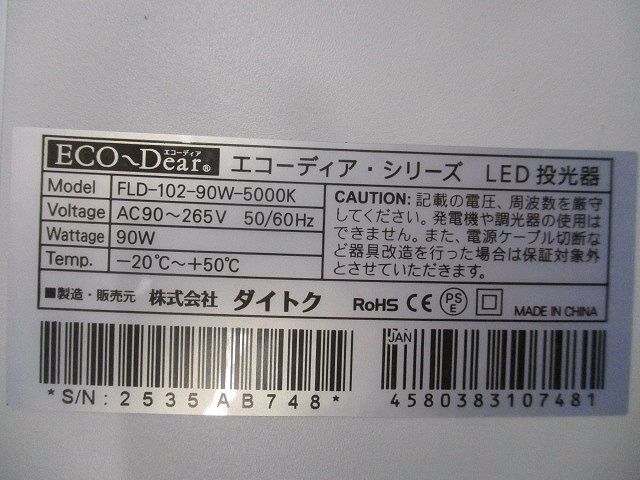 ECO~Dear® エコーディア エコーディア・シリーズ LED 投光器
Model FLD-102-90W-5000K
Voltage AC90～265V 50/60Hz
Wattage 90W
Temp. －20℃～＋50℃
CAUTION: 記載の電圧、周波数を厳守
してください。発電機や調光器の使用は
できません。また、電源ケーブル切断な
ど器具改造を行った場合は保証対象外
とさせていただきます。
■製造・販売元 株式会社 ダイトク RoHS CE PSE MADE IN CHINA
JAN
*S/N: 2535AB748*
4580383107481